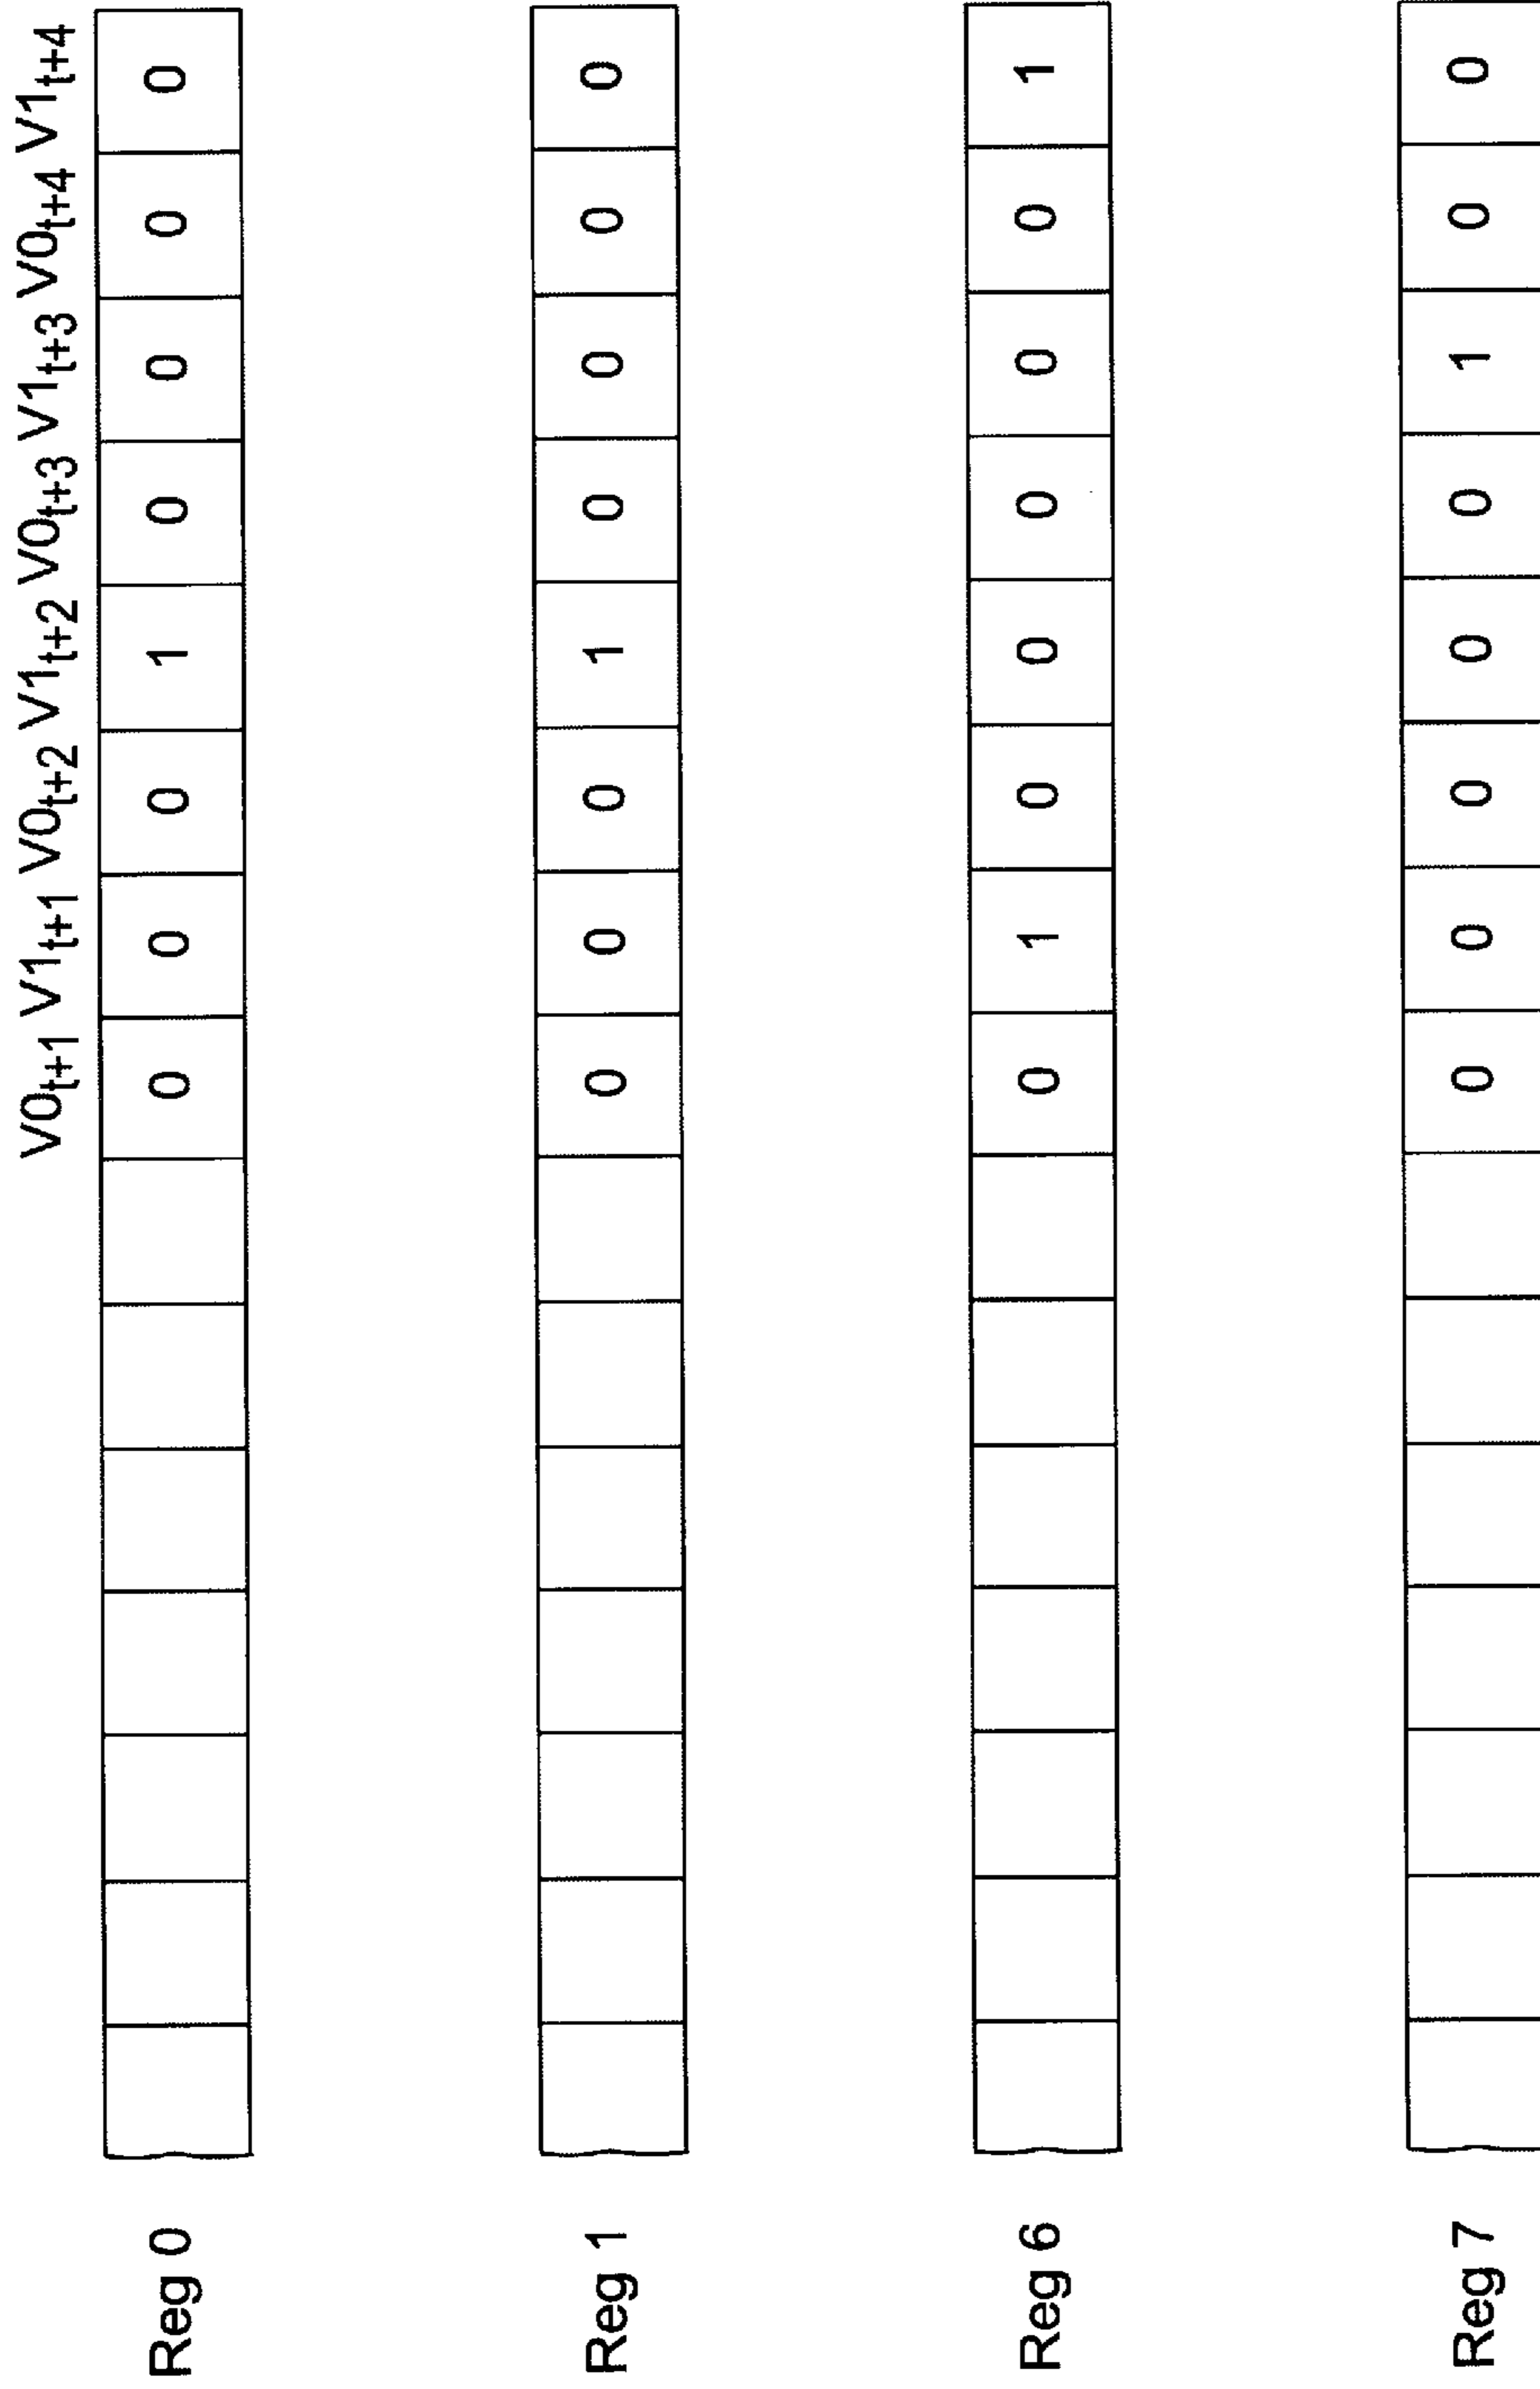 V0t+1 V1t+1 V0t+2 V1t+2 V0t+3 V1t+3 V0t+4 V1t+4
Reg 0 0 0 0 1 0 0 0 0
Reg 1 0 0 0 1 0 0 0 0
Reg 6 0 1 0 0 0 0 0 1
Reg 7 0 0 0 0 0 1 0 0